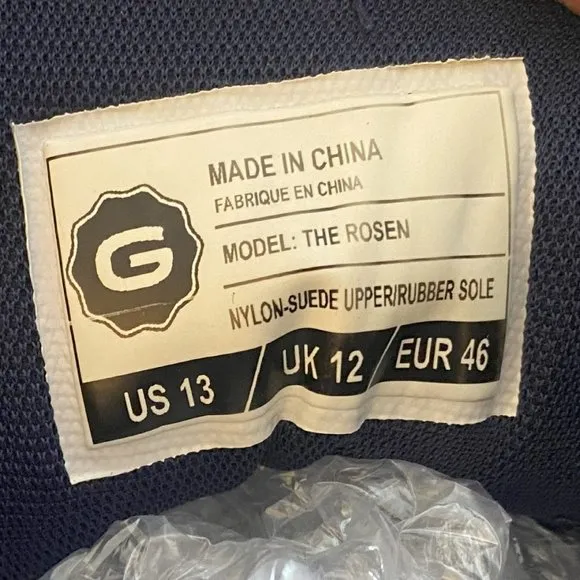 G
MADE IN CHINA
FABRIQUE EN CHINA
MODEL: THE ROSEN
NYLON-SUEDE UPPER/RUBBER SOLE
US 13 / UK 12 / EUR 46